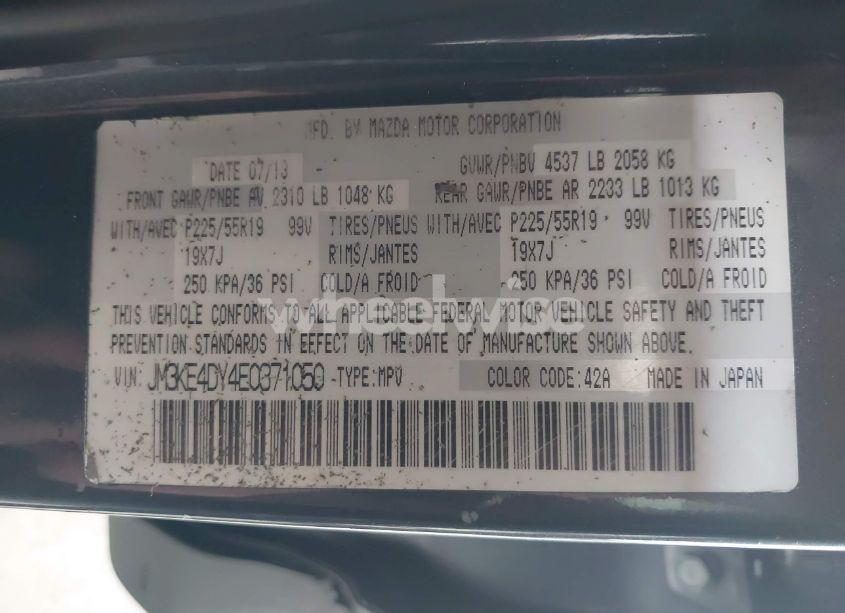 MFD. BY MAZDA MOTOR CORPORATION
DATE 07/13 GVWR/PNBV 4537 LB 2058 KG
FRONT GAWR/PNBE AV 2310 LB 1048 KG REAR GAWR/PNBE AR 2233 LB 1013 KG
WITH/AVEC P225/55R19 99V TIRES/PNEUS WITH/AVEC P225/55R19 99V TIRES/PNEUS
19X7J RIMS/JANTES 19X7J RIMS/JANTES
250 KPA/36 PSI COLD/A FROID 250 KPA/36 PSI COLD/A FROID
wheelwise
THIS VEHICLE CONFORMS TO ALL APPLICABLE FEDERAL MOTOR VEHICLE SAFETY AND THEFT
PREVENTION STANDARDS IN EFFECT ON THE DATE OF MANUFACTURE SHOWN ABOVE.
VIN: JM3KE4DY4E0371050 -TYPE:MPV COLOR CODE:42A MADE IN JAPAN